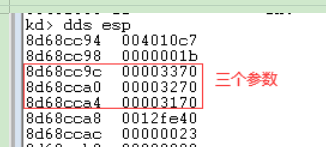 kd> dds esp
8d68cc94 004010c7
8d68cc98 0000001b
8d68cc9c 00003370
8d68cca0 00003270
三个参数
8d68cca4 00003170
8d68cca8 0012fe40
8d68ccac 00000023